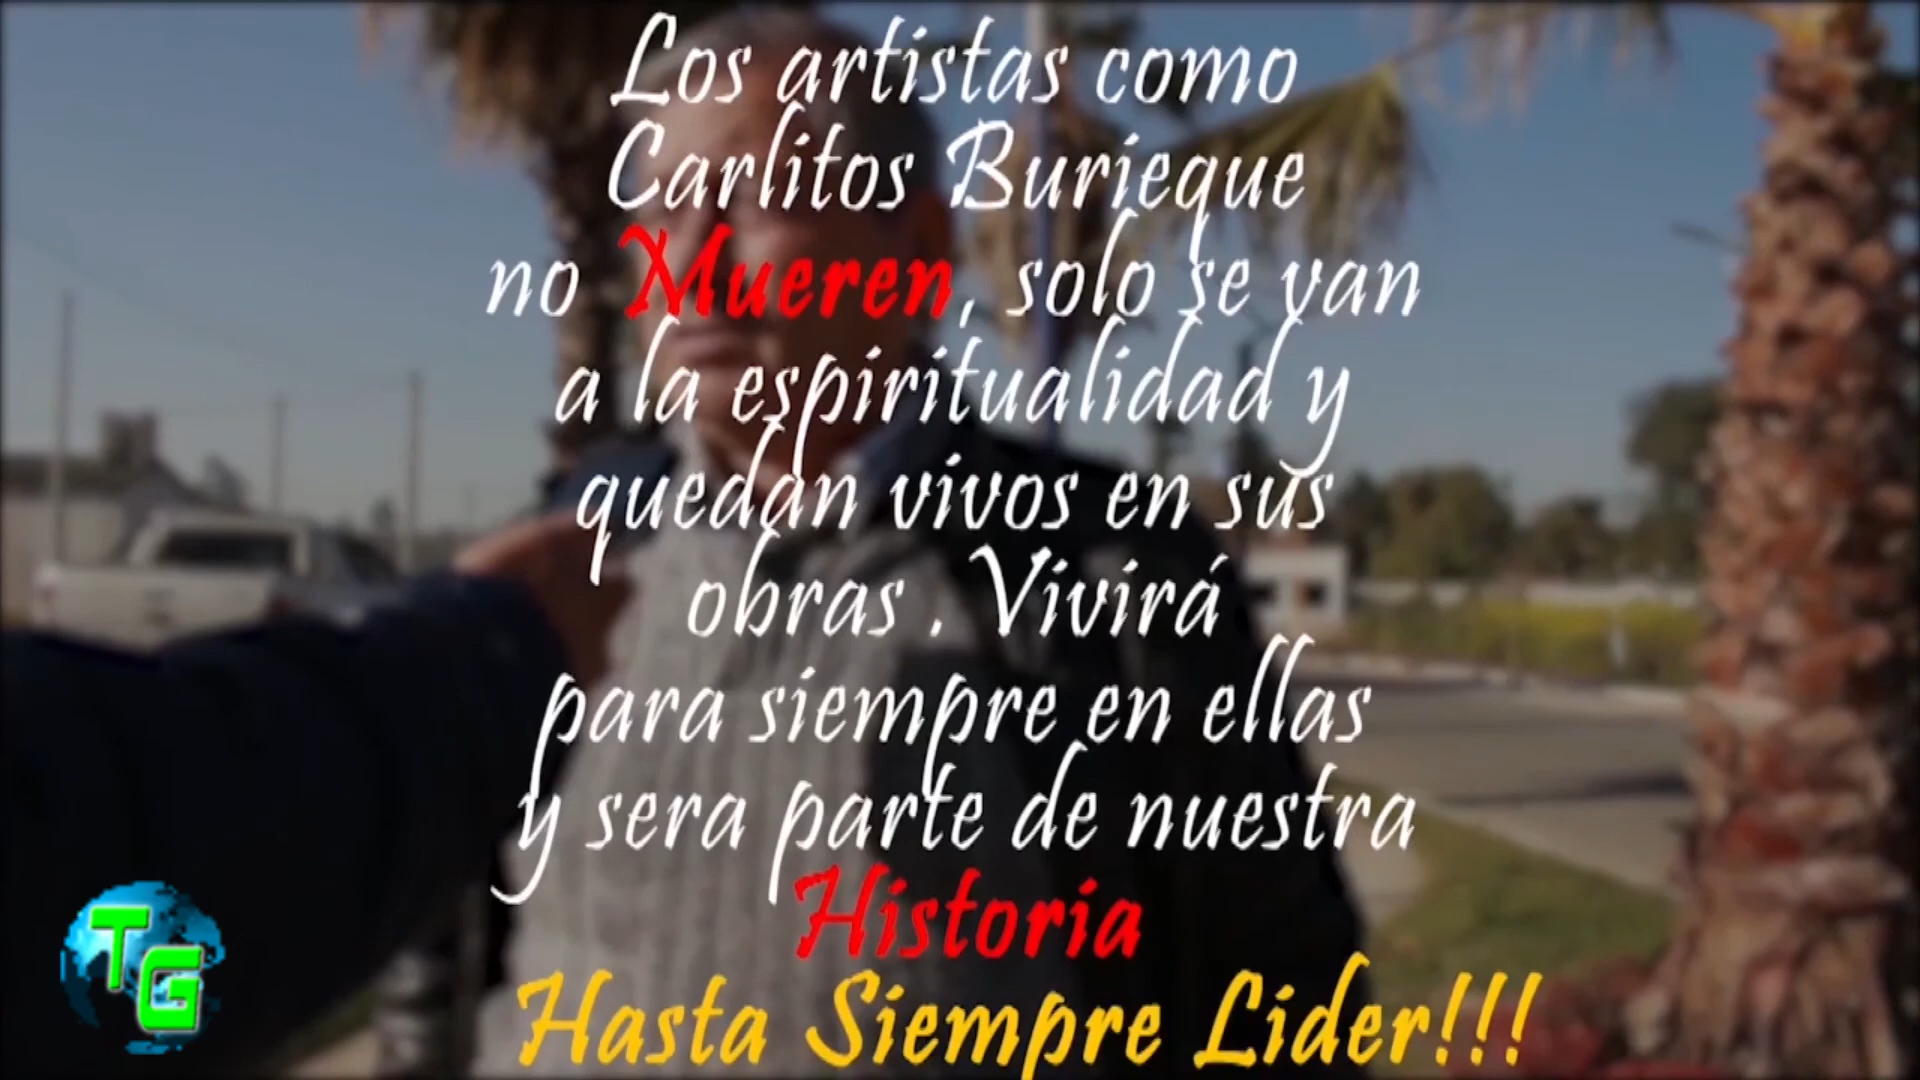 Los artistas como
Carlitos Burieque
no Mueren, solo se van
a la espiritualidad y
quedan vivos en sus
obras . Vivirá
para siempre en ellas
y sera parte de nuestra
Historia
Hasta Siempre Lider!!!
TG